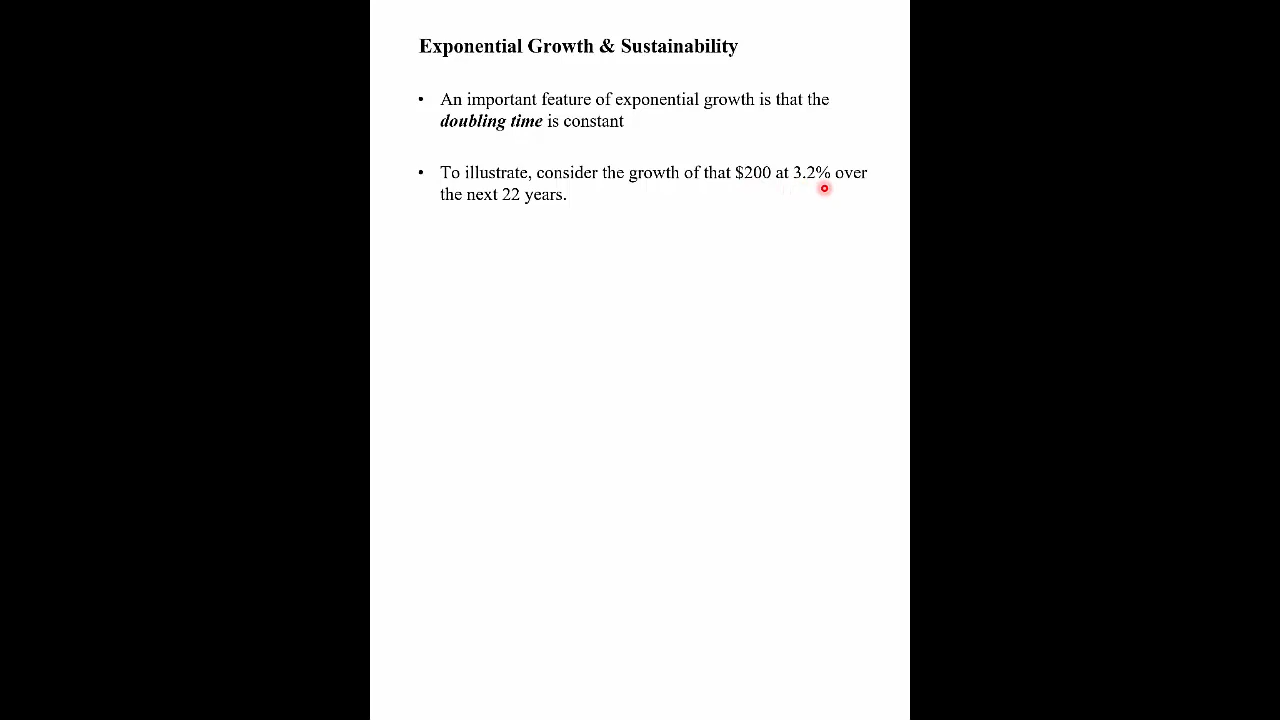 Exponential Growth & Sustainability
• An important feature of exponential growth is that the
doubling time is constant
• To illustrate, consider the growth of that $200 at 3.2% over
the next 22 years.